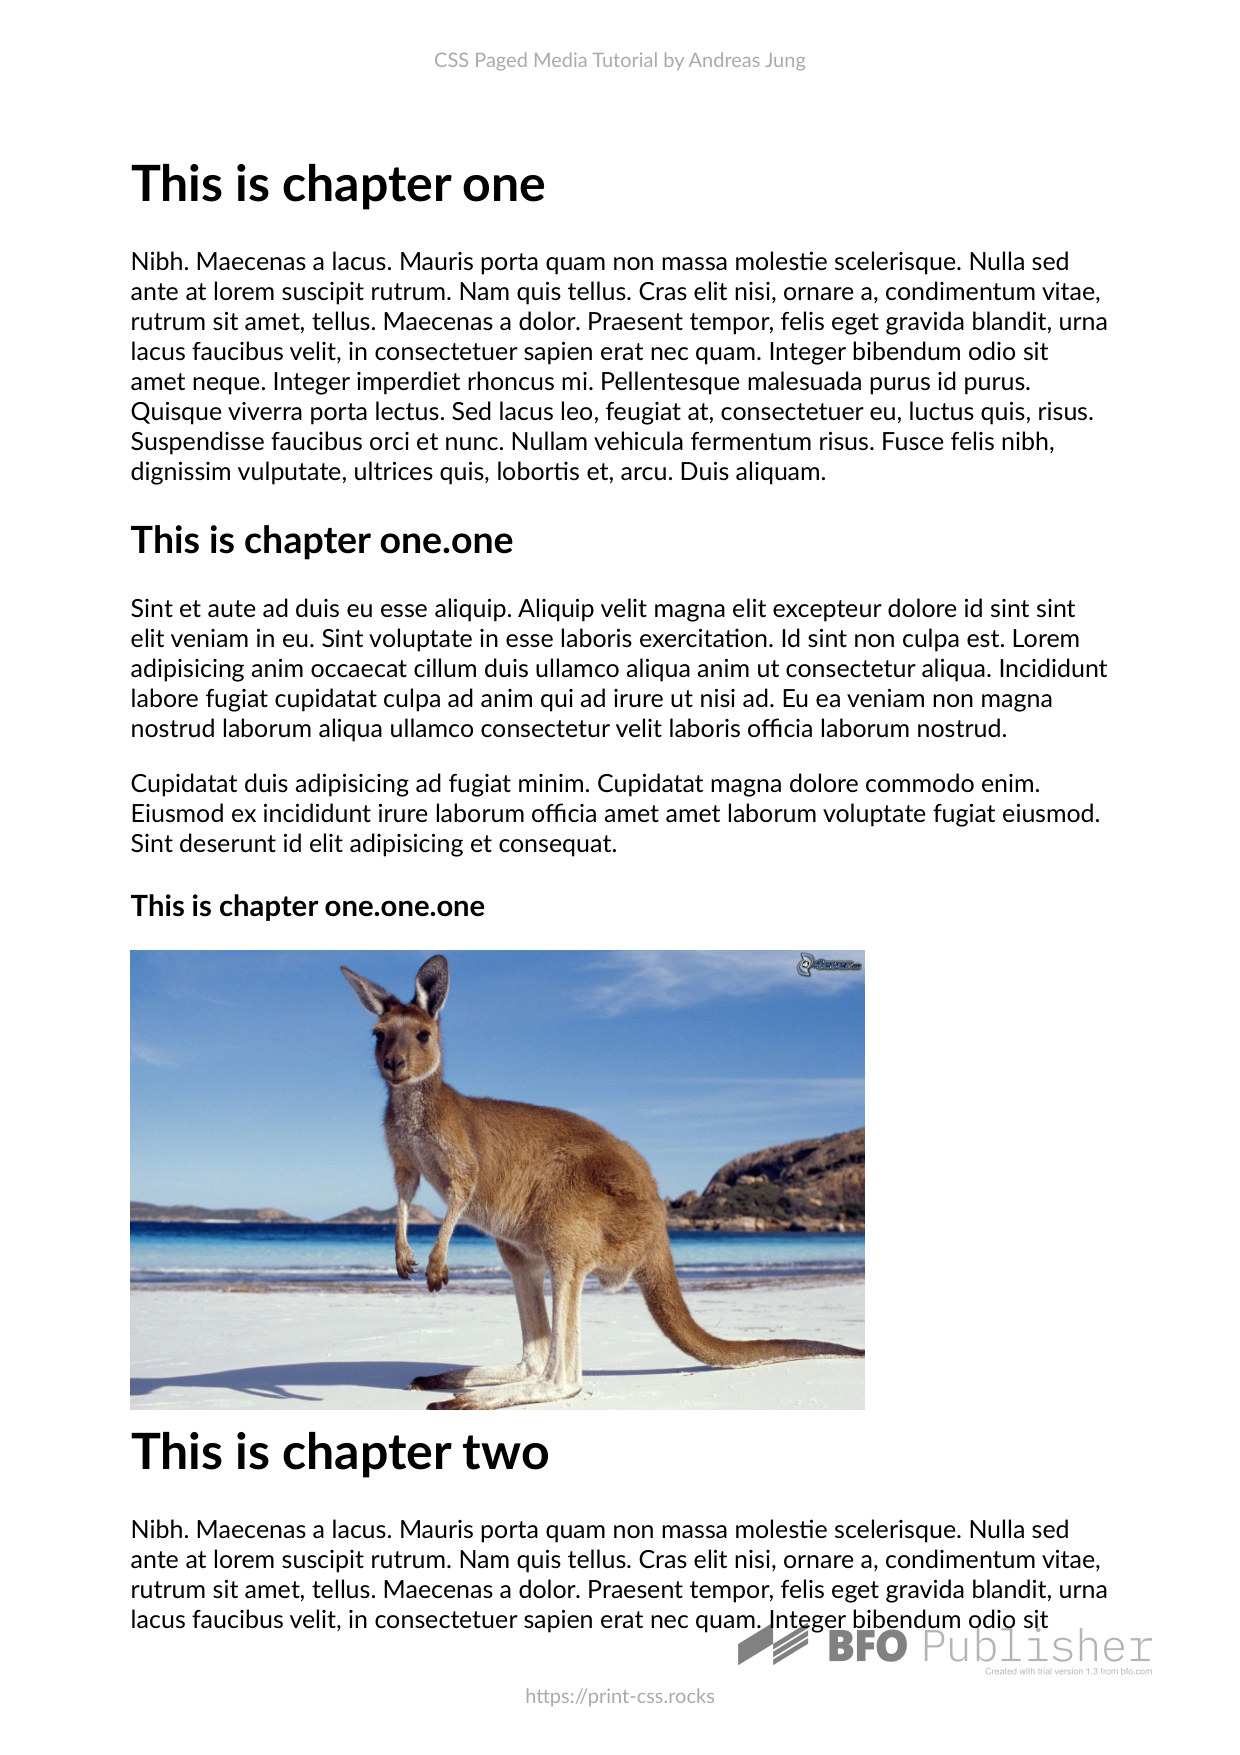 CSS Paged Media Tutorial by Andreas Jung
This is chapter one
Nibh. Maecenas a lacus. Mauris porta quam non massa molestie scelerisque. Nulla sed
ante at lorem suscipit rutrum. Nam quis tellus. Cras elit nisi, ornare a, condimentum vitae,
rutrum sit amet, tellus. Maecenas a dolor. Praesent tempor, felis eget gravida blandit, urna
lacus faucibus velit, in consectetuer sapien erat nec quam. Integer bibendum odio sit
amet neque. Integer imperdiet rhoncus mi. Pellentesque malesuada purus id purus.
Quisque viverra porta lectus. Sed lacus leo, feugiat at, consectetuer eu, luctus quis, risus.
Suspendisse faucibus orci et nunc. Nullam vehicula fermentum risus. Fusce felis nibh,
dignissim vulputate, ultrices quis, lobortis et, arcu. Duis aliquam.
This is chapter one.one
Sint et aute ad duis eu esse aliquip. Aliquip velit magna elit excepteur dolore id sint sint
elit veniam in eu. Sint voluptate in esse laboris exercitation. Id sint non culpa est. Lorem
adipisicing anim occaecat cillum duis ullamco aliqua anim ut consectetur aliqua. Incididunt
labore fugiat cupidatat culpa ad anim qui ad irure ut nisi ad. Eu ea veniam non magna
nostrud laborum aliqua ullamco consectetur velit laboris officia laborum nostrud.
Cupidatat duis adipisicing ad fugiat minim. Cupidatat magna dolore commodo enim.
Eiusmod ex incididunt irure laborum officia amet amet laborum voluptate fugiat eiusmod.
Sint deserunt id elit adipisicing et consequat.
This is chapter one.one.one
This is chapter two
Nibh. Maecenas a lacus. Mauris porta quam non massa molestie scelerisque. Nulla sed
ante at lorem suscipit rutrum. Nam quis tellus. Cras elit nisi, ornare a, condimentum vitae,
rutrum sit amet, tellus. Maecenas a dolor. Praesent tempor, felis eget gravida blandit, urna
lacus faucibus velit, in consectetuer sapien erat nec quam. Integer bibendum odio sit
BFO Publisher
Created with trial version 1.3 from bfo.com
https://print-css.rocks